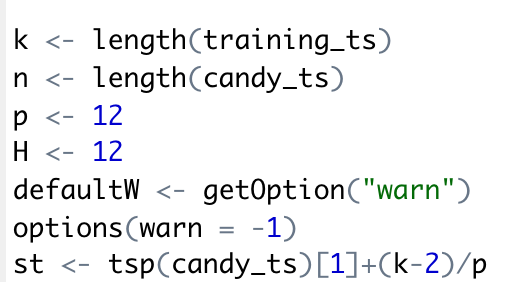 k <- length(training_ts)
n <- length(candy_ts)
p <- 12
H <- 12
defaultW <- getOption("warn")
options(warn = -1)
st <- tsp(candy_ts)[1]+(k-2)/p